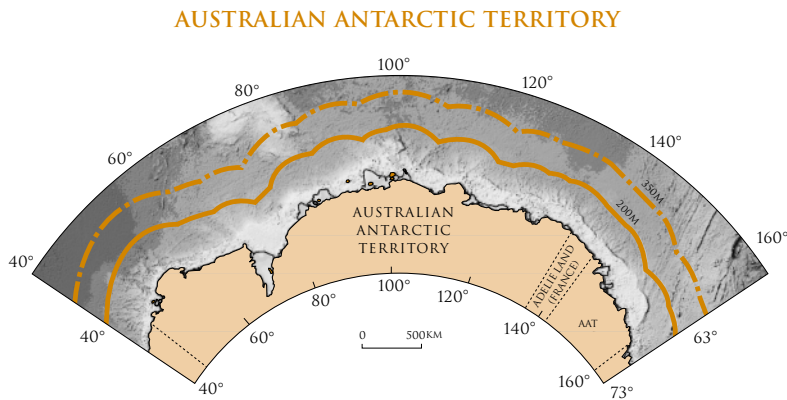 AUSTRALIAN ANTARCTIC TERRITORY
100°
80°
120°
60°
140°
350M
200M
160°
40°
AUSTRALIAN
ANTARCTIC
TERRITORY
ADELIE LAND
(FRANCE)
100°
80°
120°
40°
60°
0 500KM
140°
AAT
63°
40°
160°
73°